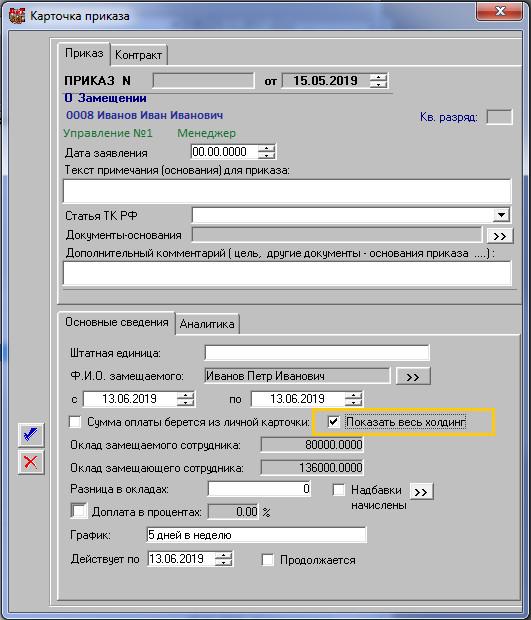 Карточка приказа
Приказ Контракт
ПРИКАЗ N от 15.05.2019
О Замещении
0008 Иванов Иван Иванович Кв. разряд:
Управление №1 Менеджер
Дата заявления 00.00.0000
Текст примечания (основания) для приказа:
Статья ТК РФ
Документы-основания >>
Дополнительный комментарий ( цель, другие документы - основания приказа ....) :
Основные сведения Аналитика
Штатная единица:
Ф.И.О. замещаемого: Иванов Петр Иванович >>
с 13.06.2019 по 13.06.2019
Сумма оплаты берется из личной карточки: Показать весь холдинг
Оклад замещаемого сотрудника: 80000.0000
Оклад замещающего сотрудника: 136000.0000
Разница в окладах: 0 Надбавки начислены >>
Доплата в процентах: 0.00 %
График: 5 дней в неделю
Действует по 13.06.2019 Продолжается